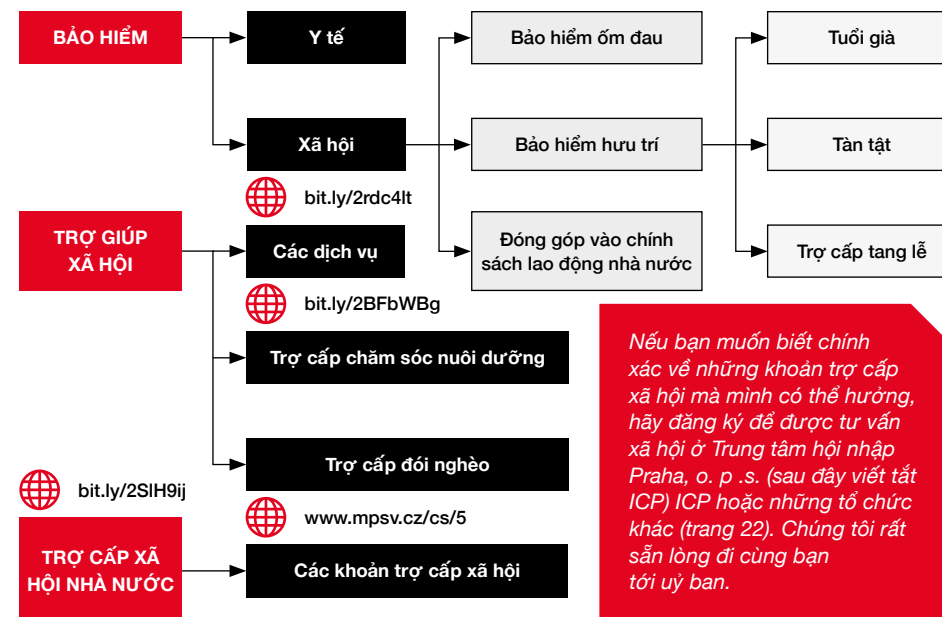 BẢO HIỂM
Y tế
Bảo hiểm ốm đau
Tuổi già
Xã hội
Bảo hiểm hưu trí
Tàn tật
bit.ly/2rdc4lt
TRỢ GIÚP
XÃ HỘI
Các dịch vụ
Đóng góp vào chính
sách lao động nhà nước
Trợ cấp tang lễ
bit.ly/2BFbWBg
Trợ cấp chăm sóc nuôi dưỡng
Trợ cấp đói nghèo
bit.ly/2SlH9ij
www.mpsv.cz/cs/5
TRỢ CẤP XÃ
HỘI NHÀ NƯỚC
Các khoản trợ cấp xã hội
Nếu bạn muốn biết chính
xác về những khoản trợ cấp
xã hội mà mình có thể hưởng,
hãy đăng ký để được tư vấn
xã hội ở Trung tâm hội nhập
Praha, o. p .s. (sau đây viết tắt
ICP) ICP hoặc những tổ chức
khác (trang 22). Chúng tôi rất
sẵn lòng đi cùng bạn
tới uỷ ban.